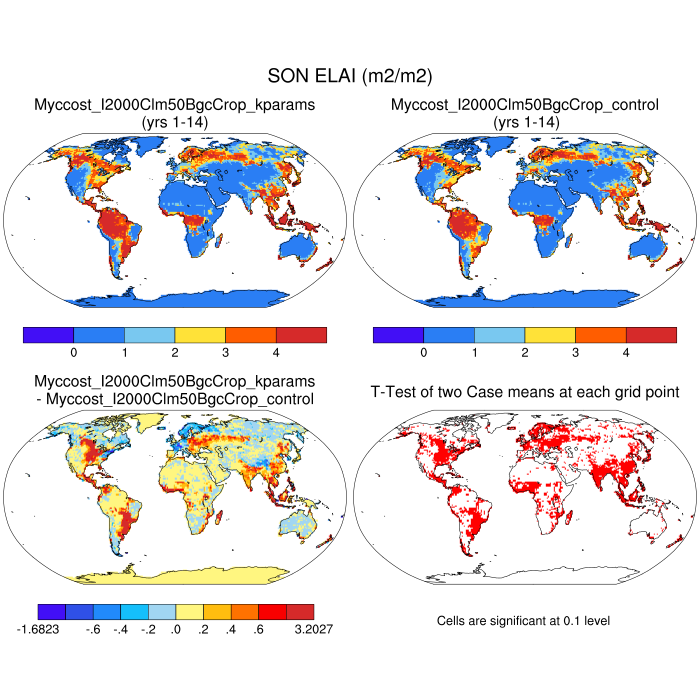 SON ELAI (m2/m2)
Myccost_I2000Clm50BgcCrop_kparams
(yrs 1-14)
Myccost_I2000Clm50BgcCrop_control
(yrs 1-14)
0 1 2 3 4
0 1 2 3 4
Myccost_I2000Clm50BgcCrop_kparams
- Myccost_I2000Clm50BgcCrop_control
T-Test of two Case means at each grid point
-1.6823 -.6 -.4 -.2 .0 .2 .4 .6 3.2027
Cells are significant at 0.1 level